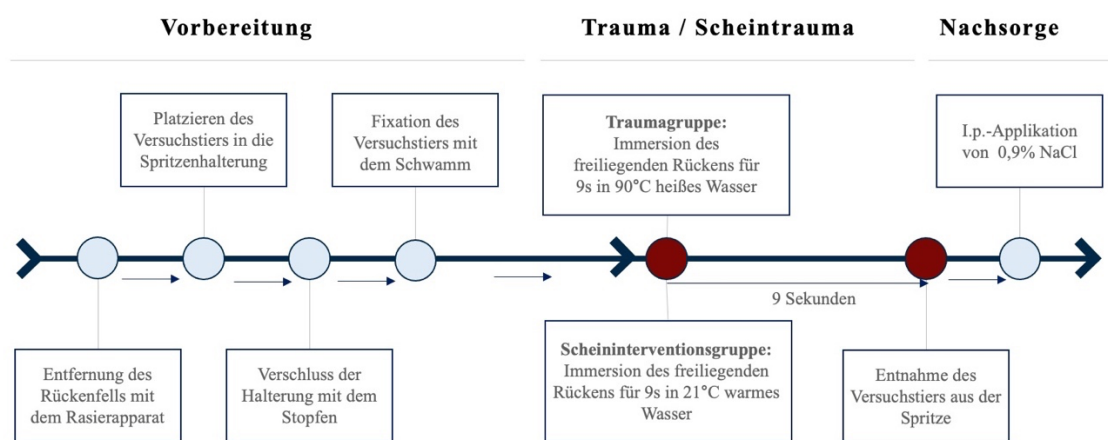 Vorbereitung
Trauma / Scheintrauma
Nachsorge
Platzieren des
Versuchstiers in die
Spritzenhalterung
Fixation des
Versuchstiers mit
dem Schwamm
Traumagruppe:
Immersion des
freiliegenden Rückens für
9s in 90°C heißes Wasser
I.p.-Applikation
von 0,9% NaCl
9 Sekunden
Entfernung des
Rückenfells mit
dem Rasierapparat
Verschluss der
Halterung mit dem
Stopfen
Scheininterventionsgruppe:
Immersion des freiliegenden
Rückens für 9s in 21°C warmes
Wasser
Entnahme des
Versuchstiers aus der
Spritze